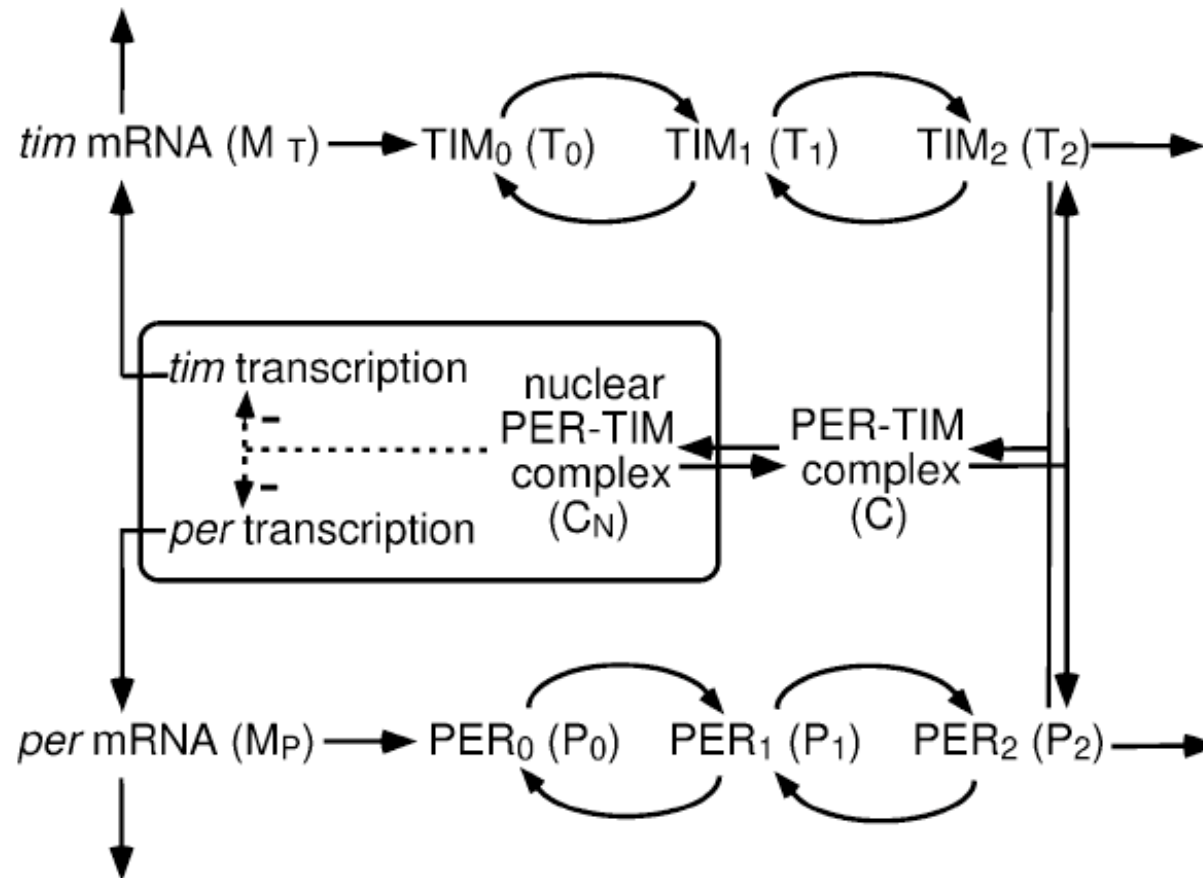 tim mRNA (M T)
TIM0 (T0)
TIM1 (T1)
TIM2 (T2)
tim transcription
-
-
per transcription
nuclear
PER-TIM
complex
(CN)
PER-TIM
complex
(C)
per mRNA (MP)
PER0 (P0)
PER1 (P1)
PER2 (P2)